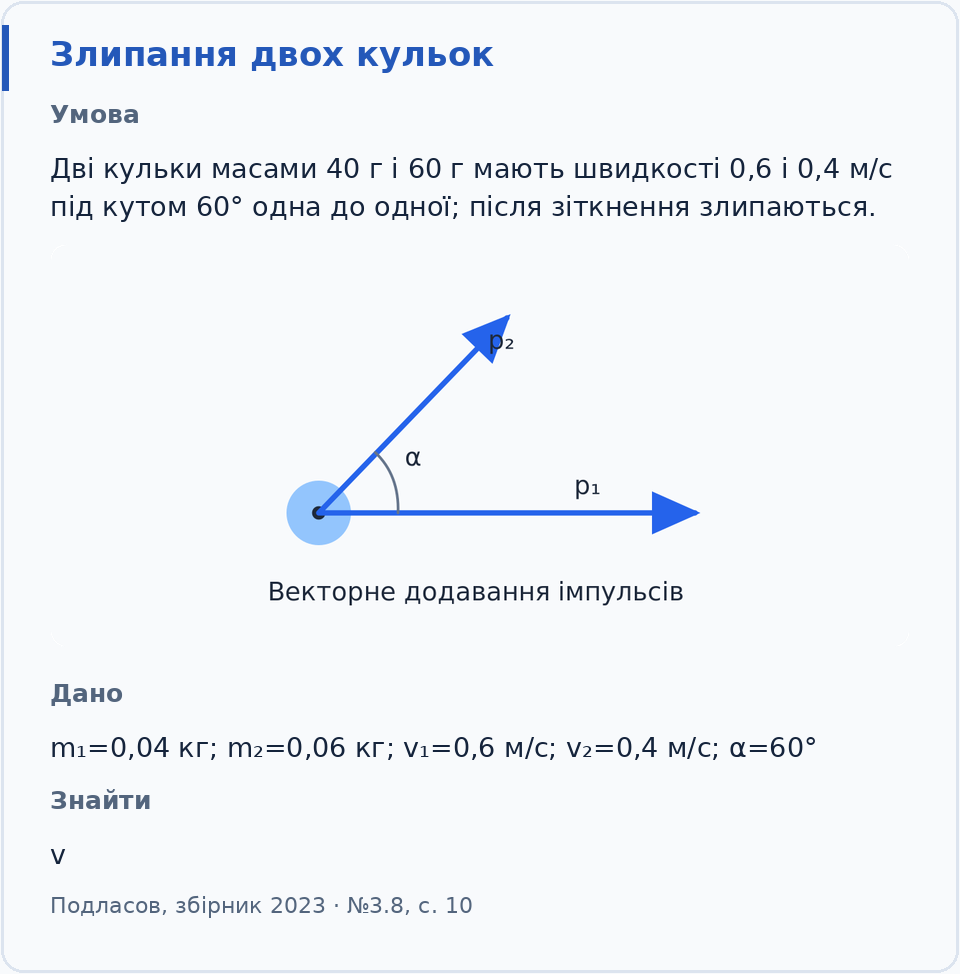 Злипання двох кульок
Умова
Дві кульки масами 40 г і 60 г мають швидкості 0,6 і 0,4 м/с
під кутом 60° одна до одної; після зіткнення злипаються.
p₂
α
p₁
Векторне додавання імпульсів
Дано
m₁=0,04 кг; m₂=0,06 кг; v₁=0,6 м/с; v₂=0,4 м/с; α=60°
Знайти
v
Подласов, збірник 2023 · №3.8, с. 10